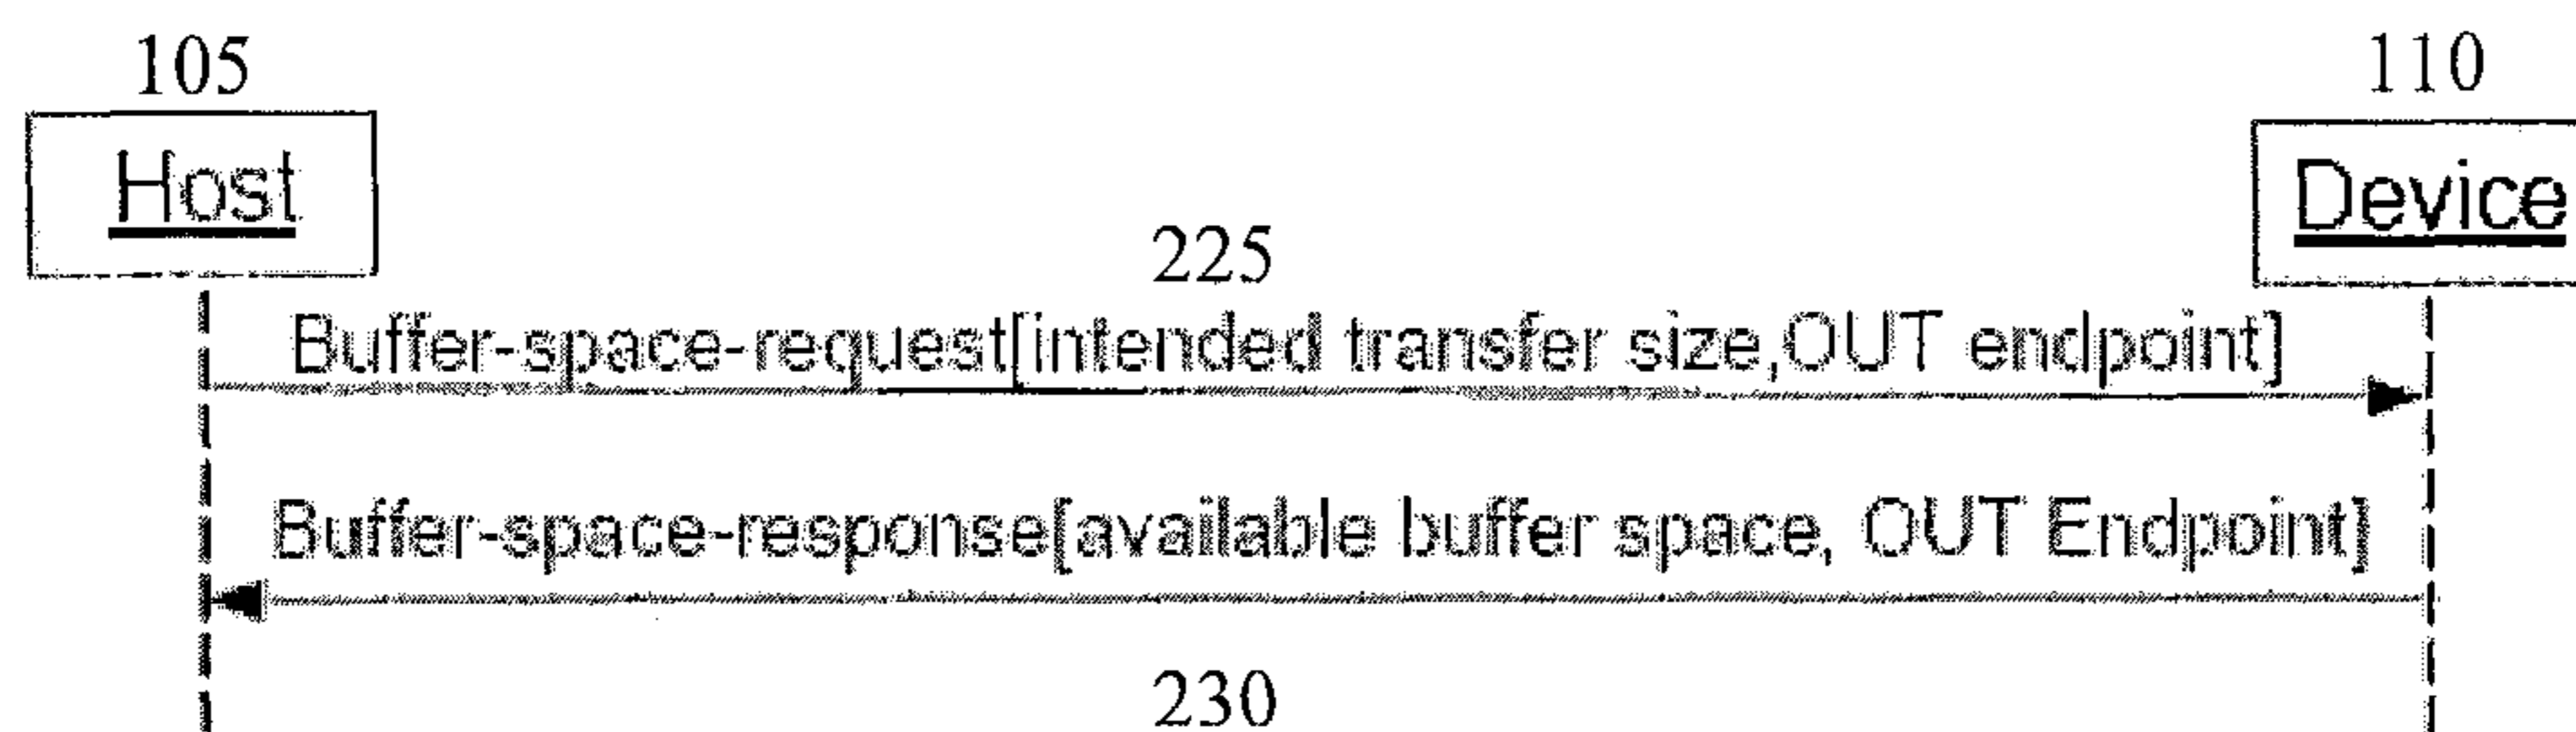 105
110
Host
Device
225
Buffer-space-request[intended transfer size,OUT endpoint]
Buffer-space-response[available buffer space, OUT Endpoint]
230